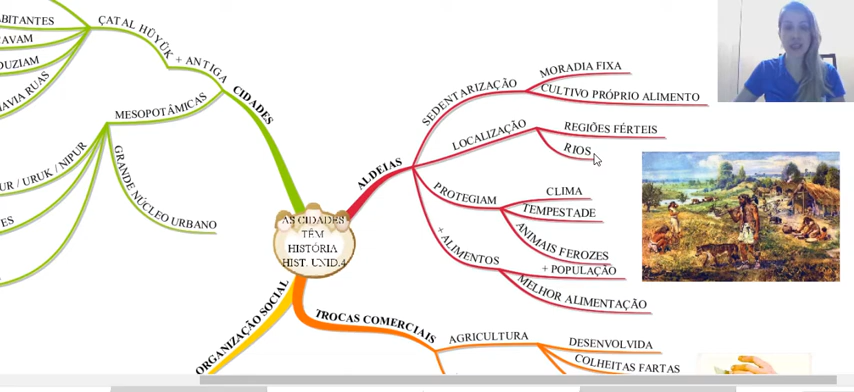 ABITANTES
AVAM
DUZIAM
HAVIA RUAS
ÇATAL HÜYÜK
+ ANTIGA
CIDADES
MESOPOTÂMICAS
UR / URUK / NIPUR
ES
GRANDE NÚCLEO URBANO
AS CIDADES
TÊM
HISTÓRIA
HIST. UNID.4
ALDEIAS
SEDENTARIZAÇÃO
MORADIA FIXA
CULTIVO PRÓPRIO ALIMENTO
LOCALIZAÇÃO
REGIÕES FÉRTEIS
RIOS
PROTEGIAM
CLIMA
TEMPESTADE
ANIMAIS FEROZES
+ ALIMENTOS
+ POPULAÇÃO
MELHOR ALIMENTAÇÃO
ORGANIZAÇÃO SOCIAL
TROCAS COMERCIAIS
AGRICULTURA
DESENVOLVIDA
COLHEITAS FARTAS